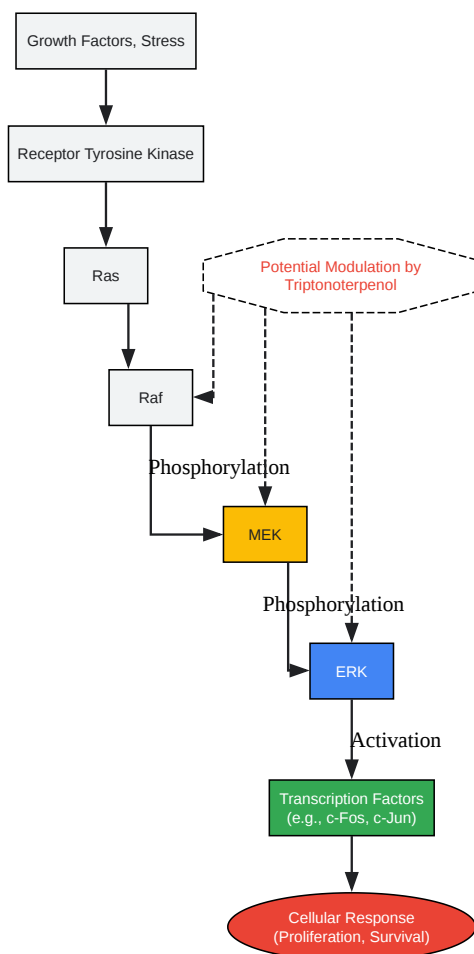 Growth Factors, Stress
Receptor Tyrosine Kinase
Ras
Potential Modulation by
Triptonoterpenol
Raf
Phosphorylation
MEK
Phosphorylation
ERK
Activation
Transcription Factors
(e.g., c-Fos, c-Jun)
Cellular Response
(Proliferation, Survival)